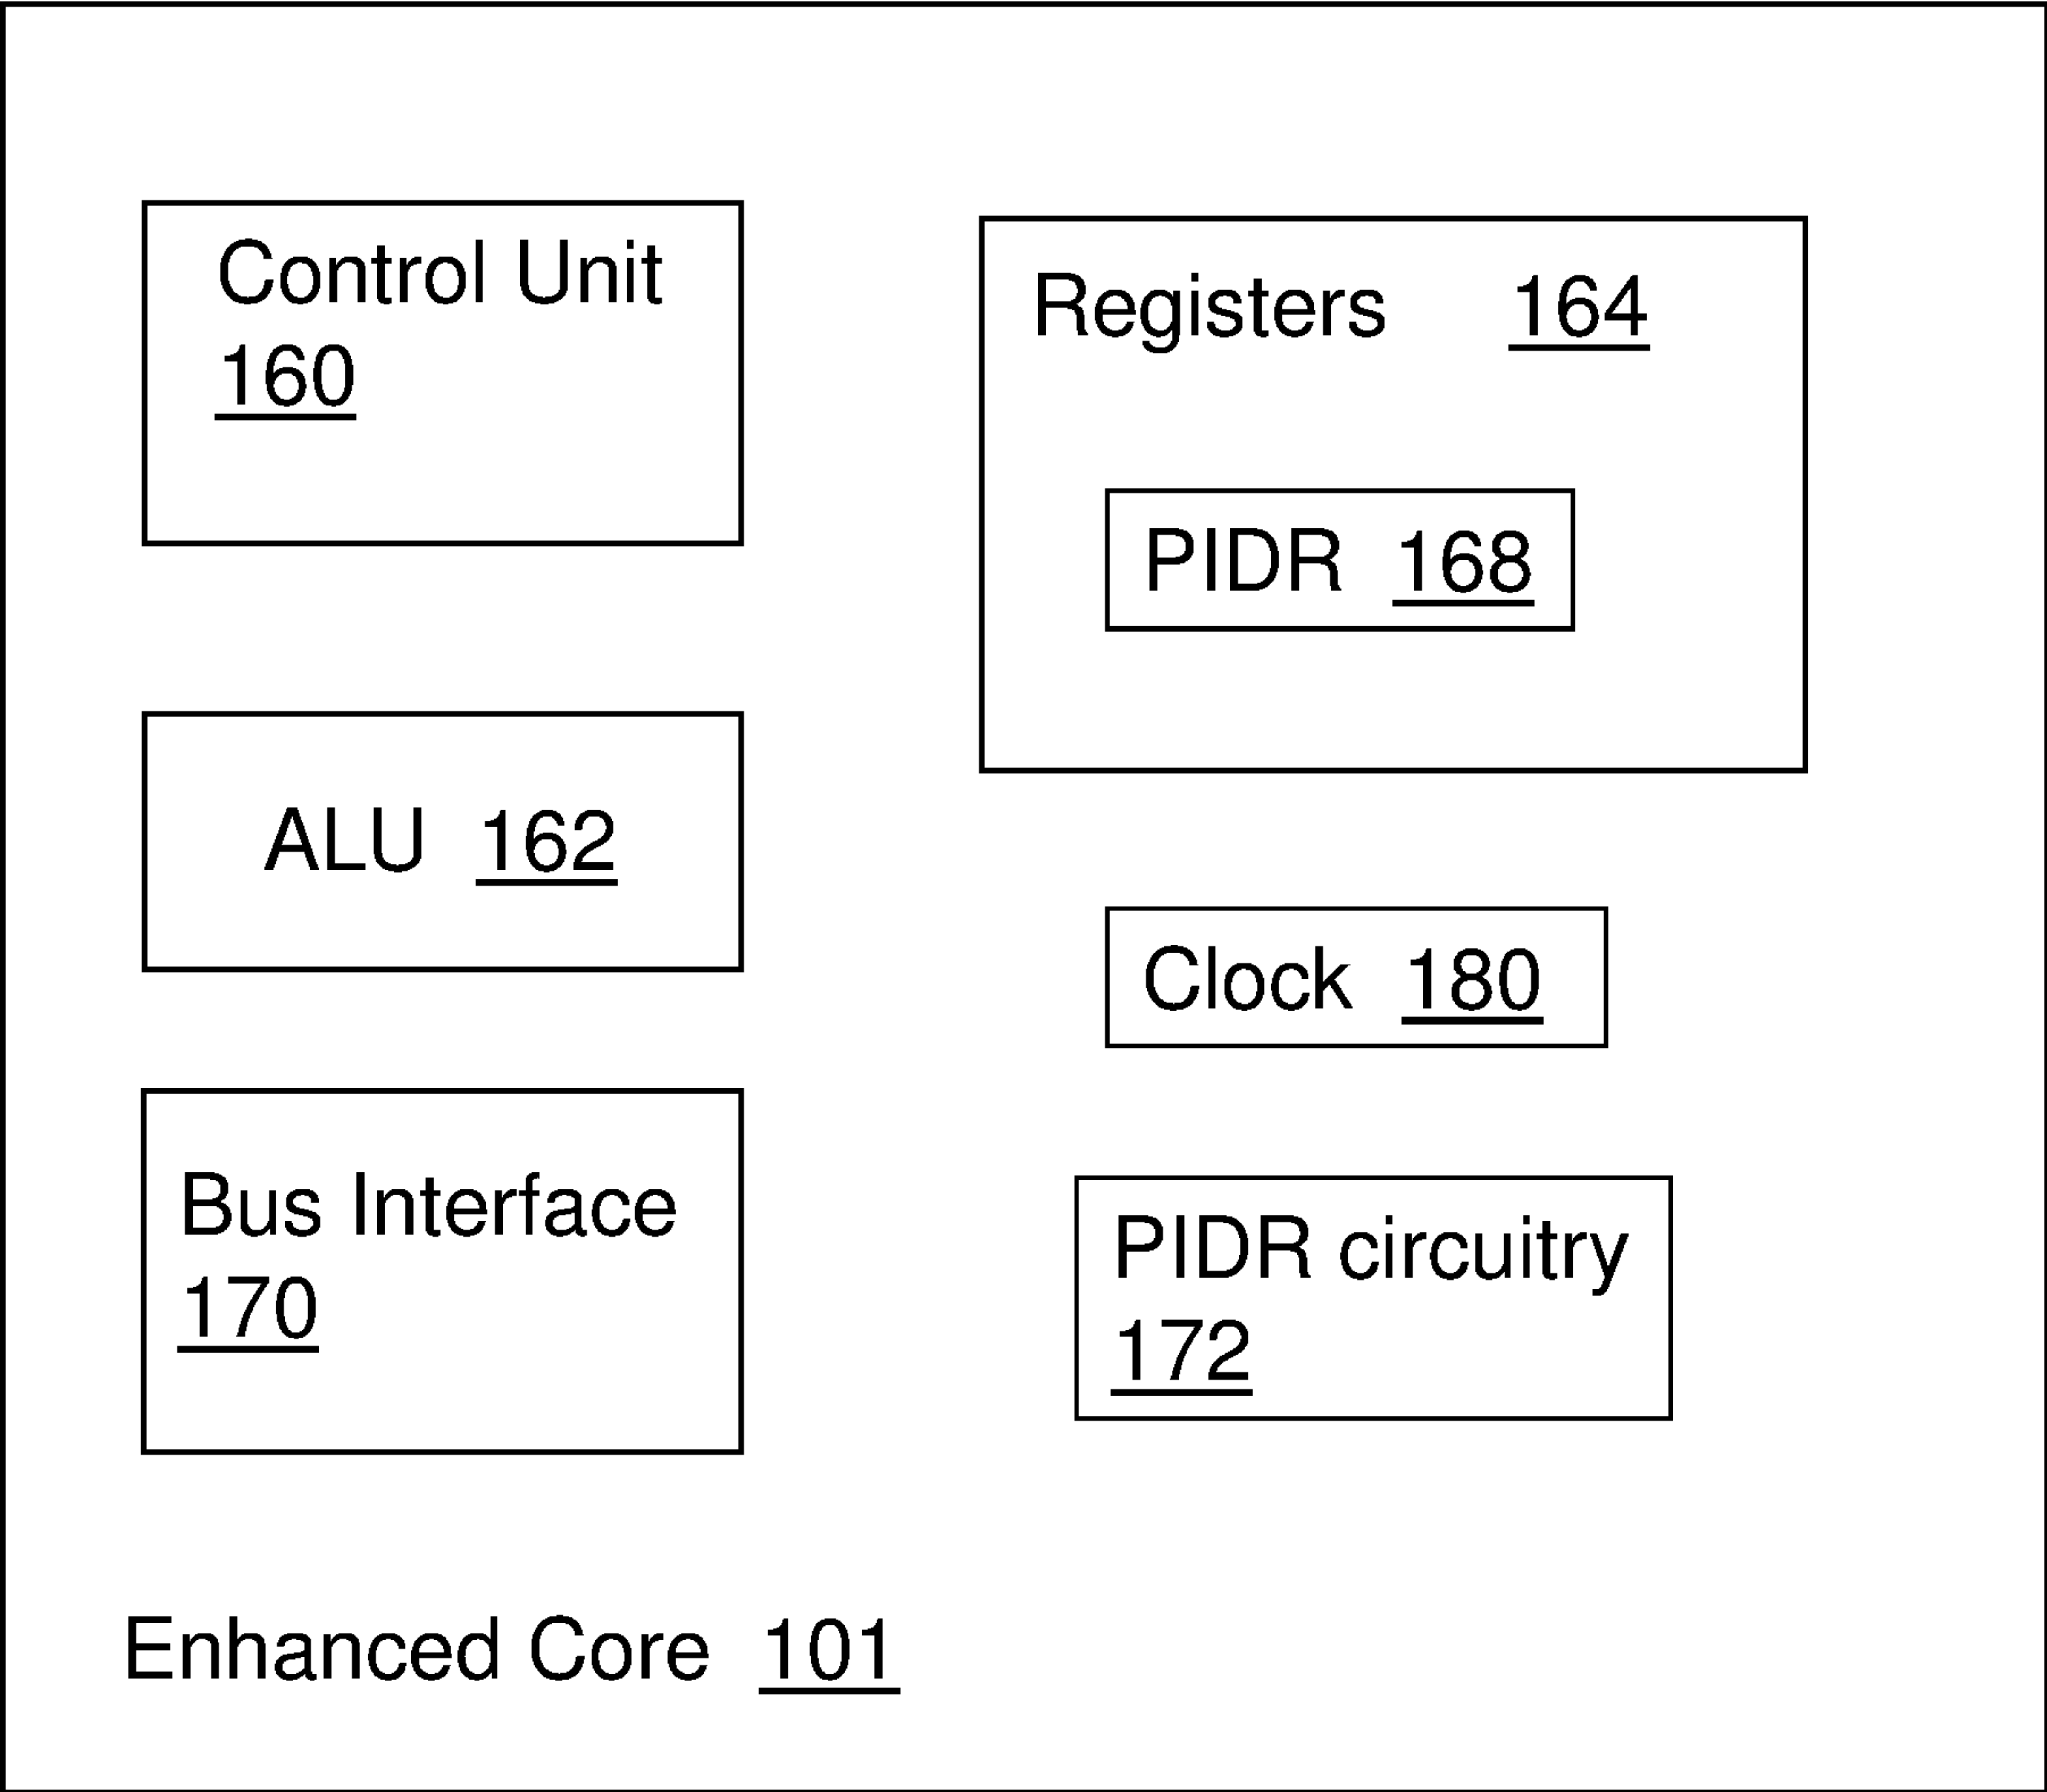 Control Unit
160
Registers 164
PIDR 168
ALU 162
Clock 180
Bus Interface
170
PIDR circuitry
172
Enhanced Core 101